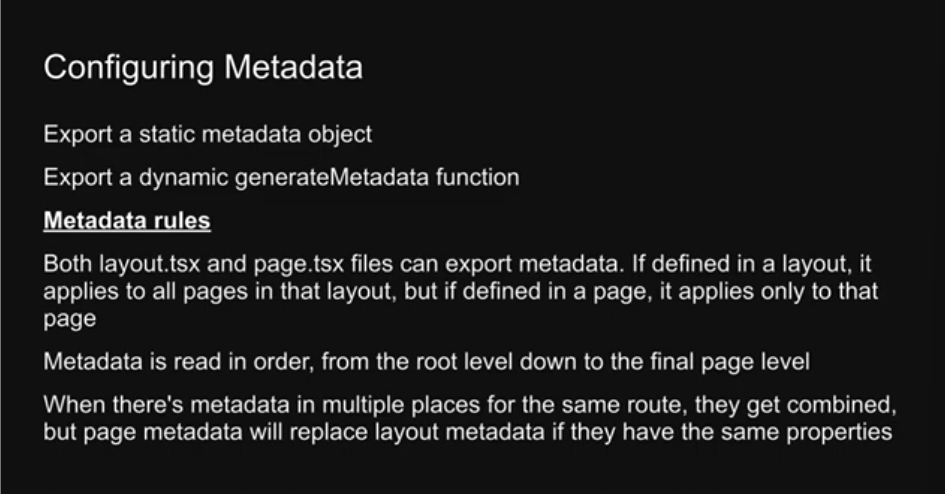 Configuring Metadata
Export a static metadata object
Export a dynamic generateMetadata function
Metadata rules
Both layout.tsx and page.tsx files can export metadata. If defined in a layout, it
applies to all pages in that layout, but if defined in a page, it applies only to that
page
Metadata is read in order, from the root level down to the final page level
When there's metadata in multiple places for the same route, they get combined,
but page metadata will replace layout metadata if they have the same properties